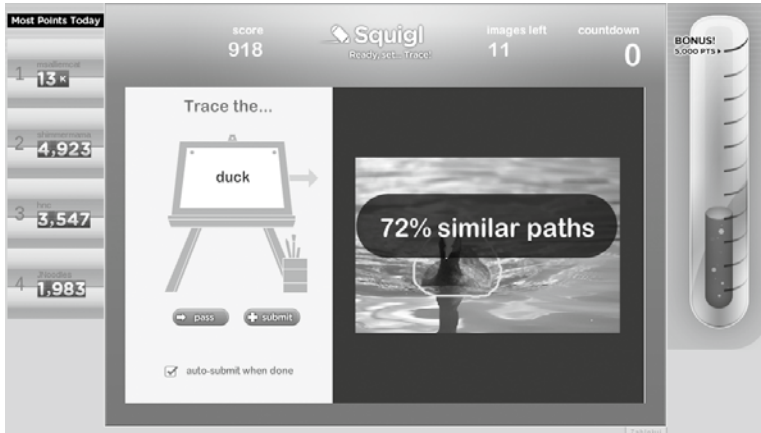 Most Points Today
1
13 K
2
4,923
3
3,547
4
1,983
score
918
Squigl
Ready, set... Trace!
images left
11
countdown
0
BONUS!
5,000 PTS
Trace the...
duck
pass
submit
auto-submit when done
72% similar paths